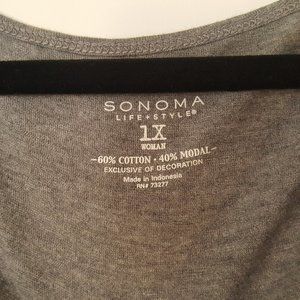 SONOMA
LIFE + STYLE®
1X
WOMAN
—60% COTTON • 40% MODAL—
EXCLUSIVE OF DECORATION
Made in Indonesia
RN# 73277